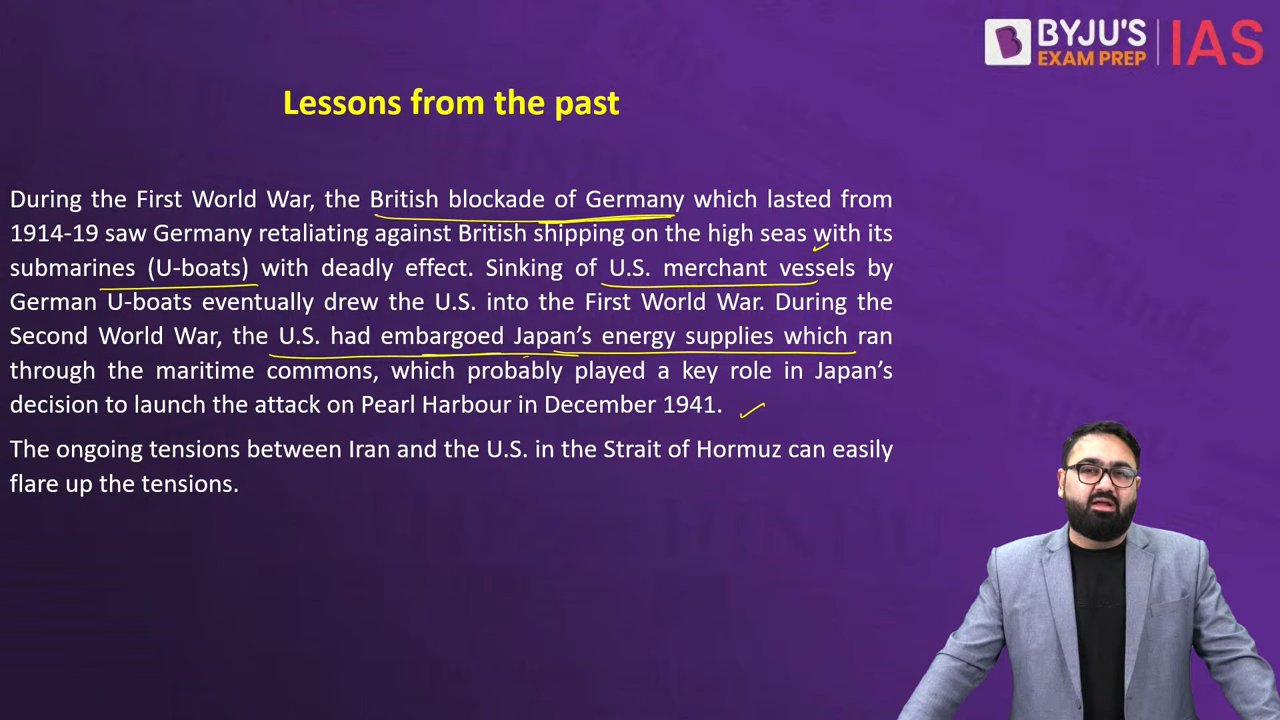 BYJU'S
EXAM PREP
IAS
Lessons from the past
During the First World War, the British blockade of Germany which lasted from
1914-19 saw Germany retaliating against British shipping on the high seas with its
submarines (U-boats) with deadly effect. Sinking of U.S. merchant vessels by
German U-boats eventually drew the U.S. into the First World War. During the
Second World War, the U.S. had embargoed Japan's energy supplies which ran
through the maritime commons, which probably played a key role in Japan's
decision to launch the attack on Pearl Harbour in December 1941.
The ongoing tensions between Iran and the U.S. in the Strait of Hormuz can easily
flare up the tensions.